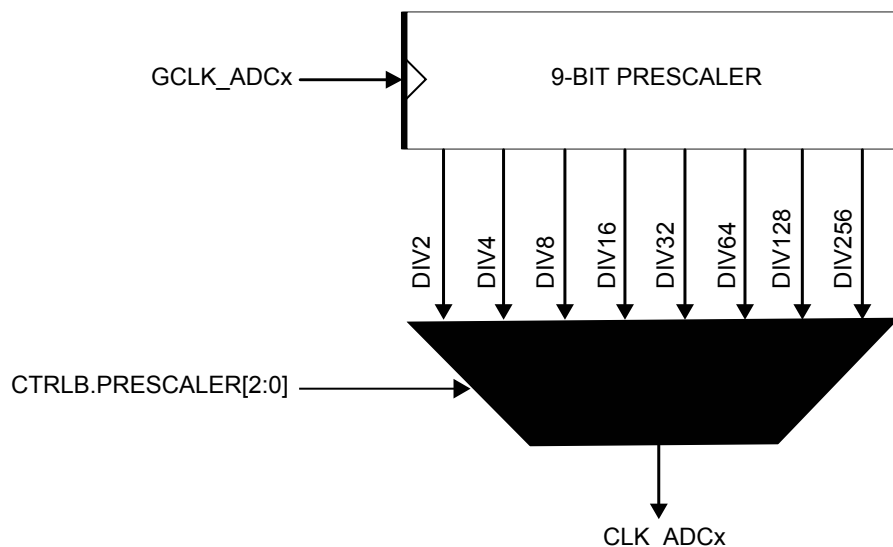 9-BIT PRESCALER
GCLK_ADCx
DIV2
DIV4
DIV8
DIV16
DIV32
DIV64
DIV128
DIV256
CTRLB.PRESCALER[2:0]
CLK_ADCx